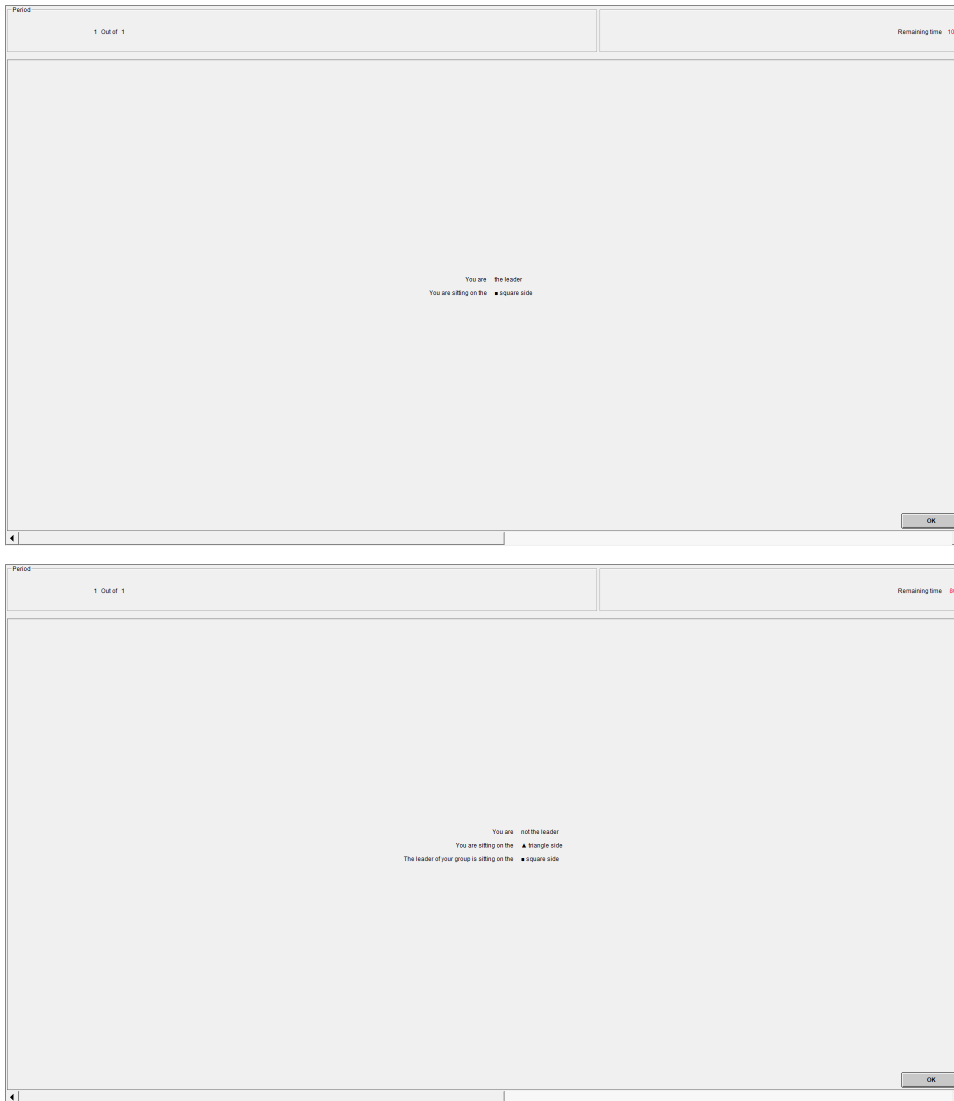 Period
1 Out of 1
Remaining time 10
You are the leader
You are sitting on the ■ square side
OK
Period
1 Out of 1
Remaining time
You are not the leader
You are sitting on the ▲ triangle side
The leader of your group is sitting on the ■ square side
OK